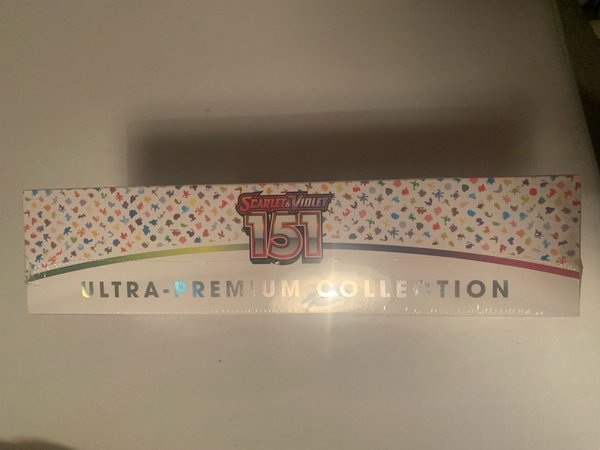 SCARLET & VIOLET
151
ULTRA-PREMIUM COLLECTION